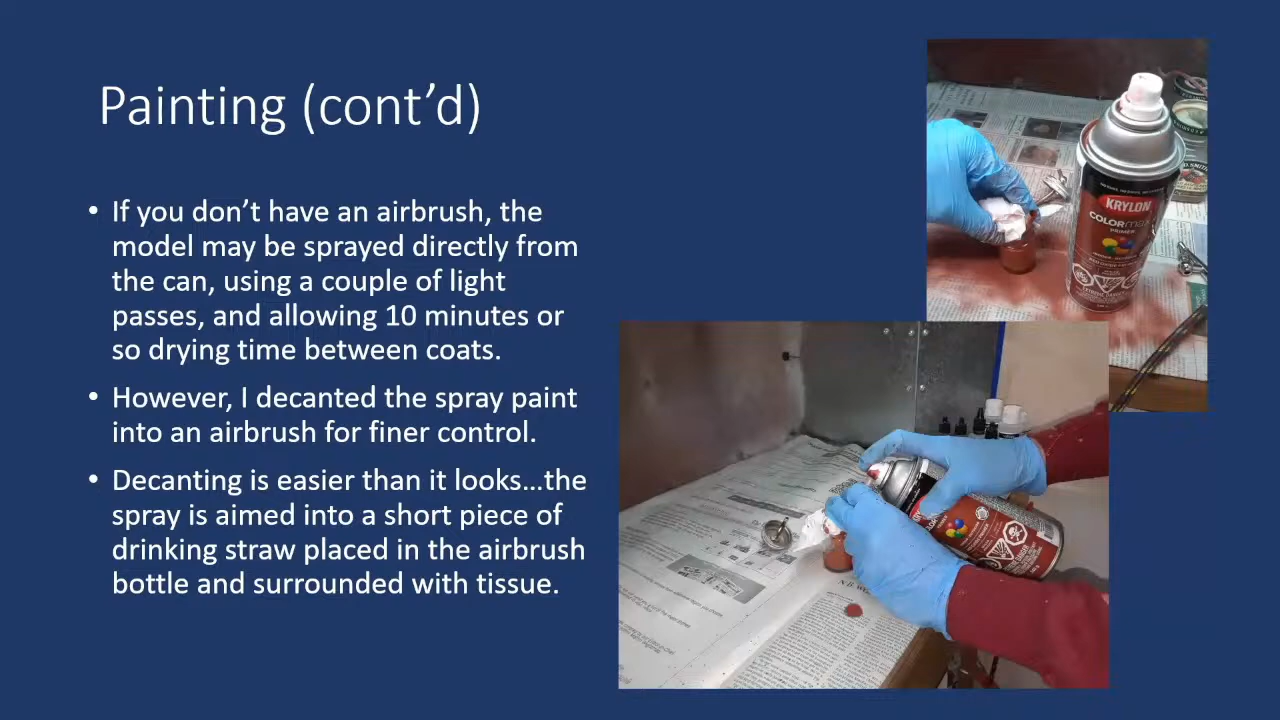 Painting (cont’d)
• If you don’t have an airbrush, the
model may be sprayed directly from
the can, using a couple of light
passes, and allowing 10 minutes or
so drying time between coats.
• However, I decanted the spray paint
into an airbrush for finer control.
• Decanting is easier than it looks…the
spray is aimed into a short piece of
drinking straw placed in the airbrush
bottle and surrounded with tissue.
KRYLON
COLORmax
PRIMER